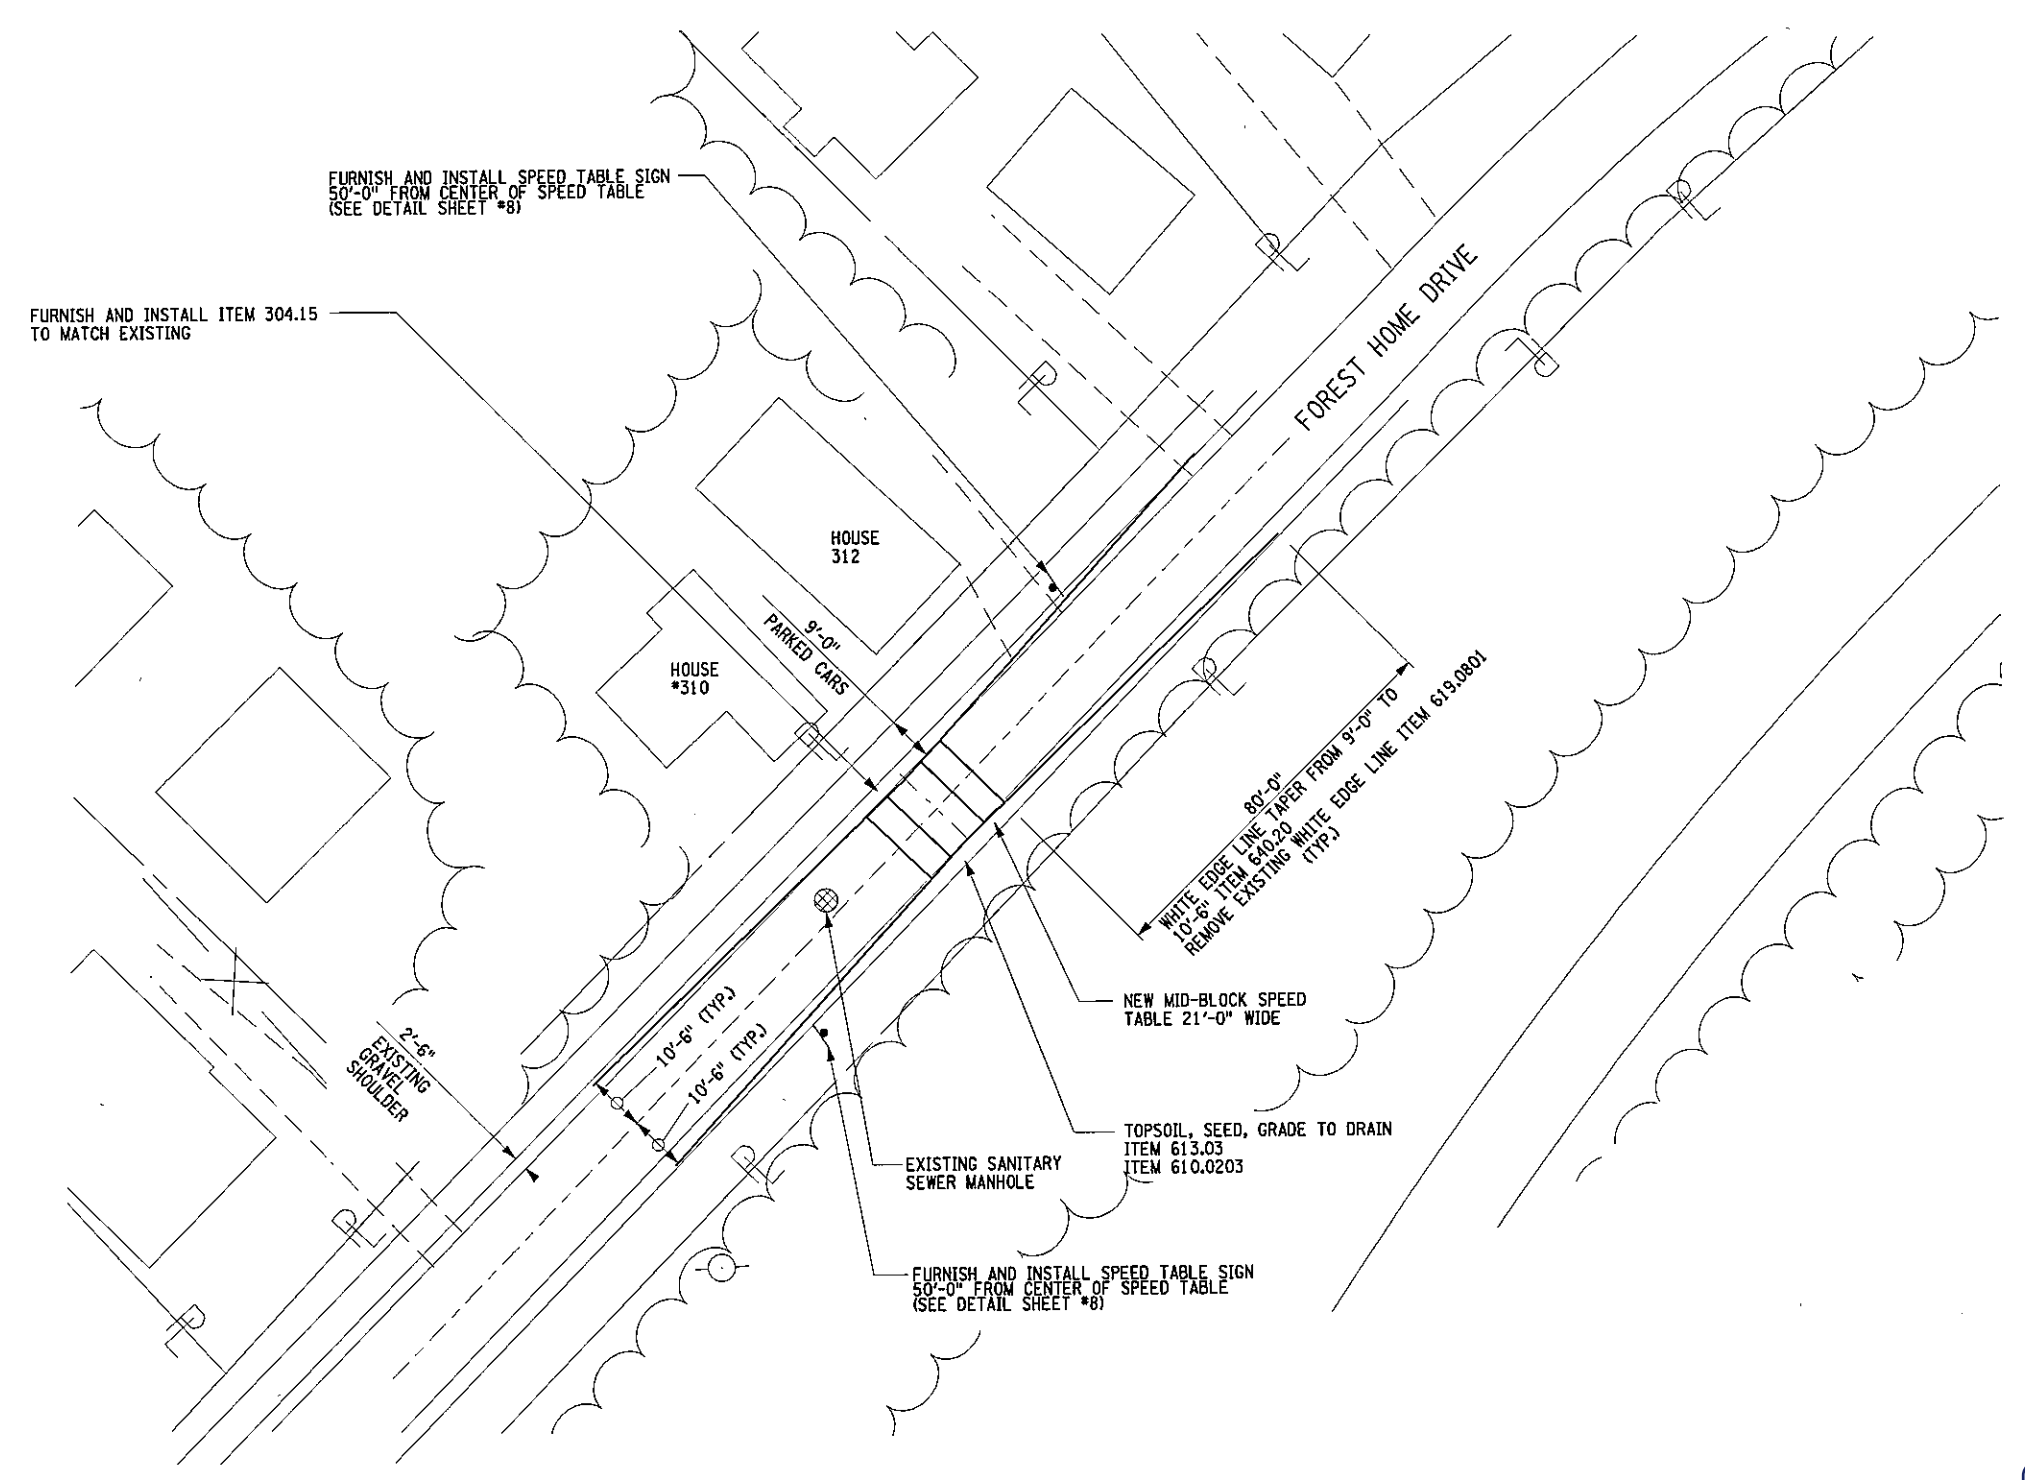 FURNISH AND INSTALL SPEED TABLE SIGN
50'-0" FROM CENTER OF SPEED TABLE
(SEE DETAIL SHEET #8)
FURNISH AND INSTALL ITEM 304.15
TO MATCH EXISTING
FOREST HOME DRIVE
HOUSE
312
9'-0"
PARKED CARS
HOUSE
#310
80'-0"
WHITE EDGE LINE TAPER FROM 9'-0" TO
10'-6" ITEM 640.20
REMOVE EXISTING WHITE EDGE LINE ITEM 619.0801
(TYP.)
NEW MID-BLOCK SPEED
TABLE 21'-0" WIDE
10'-6" (TYP.)
10'-6" (TYP.)
2'-6"
EXISTING
GRAVEL
SHOULDER
TOPSOIL, SEED, GRADE TO DRAIN
ITEM 613.03
ITEM 610.0203
EXISTING SANITARY
SEWER MANHOLE
FURNISH AND INSTALL SPEED TABLE SIGN
50'-0" FROM CENTER OF SPEED TABLE
(SEE DETAIL SHEET #8)